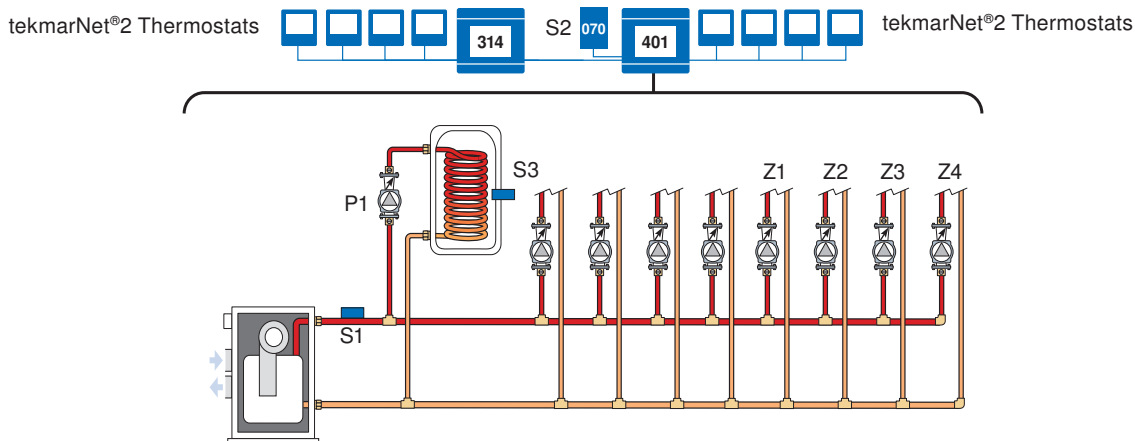 tekmarNet®2 Thermostats
314
S2
070
401
tekmarNet®2 Thermostats
P1
S3
Z1 Z2 Z3 Z4
S1